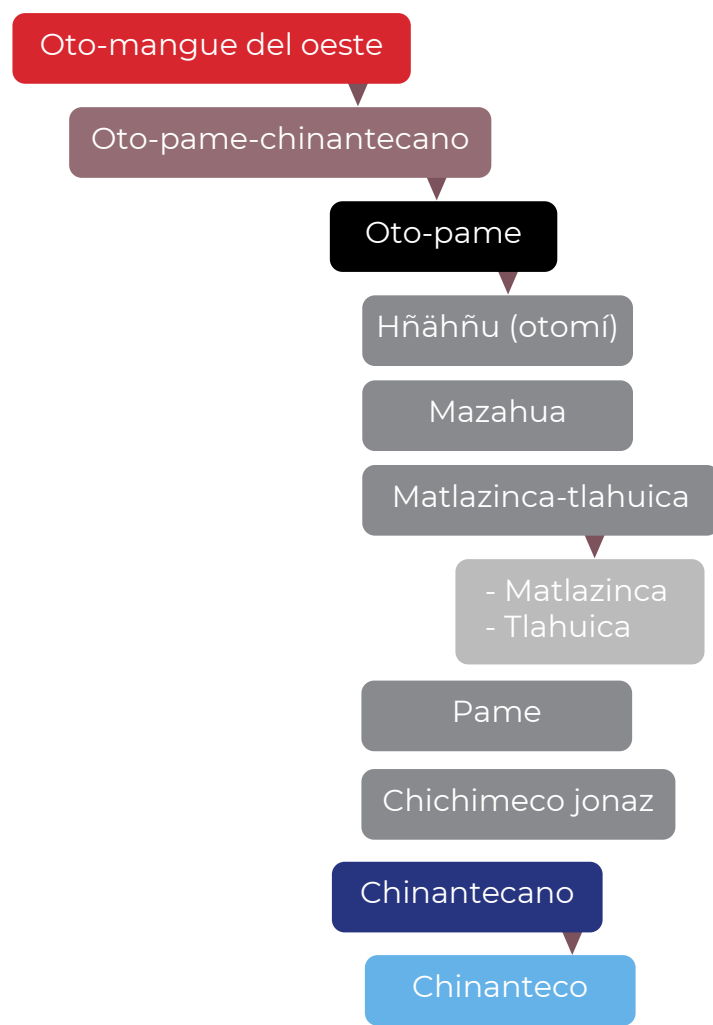 Oto-mangue del oeste
Oto-pame-chinantecano
Oto-pame
Hñähñu (otomí)
Mazahua
Matlazinca-tlahuica
- Matlazinca
- Tlahuica
Pame
Chichimeco jonaz
Chinantecano
Chinanteco